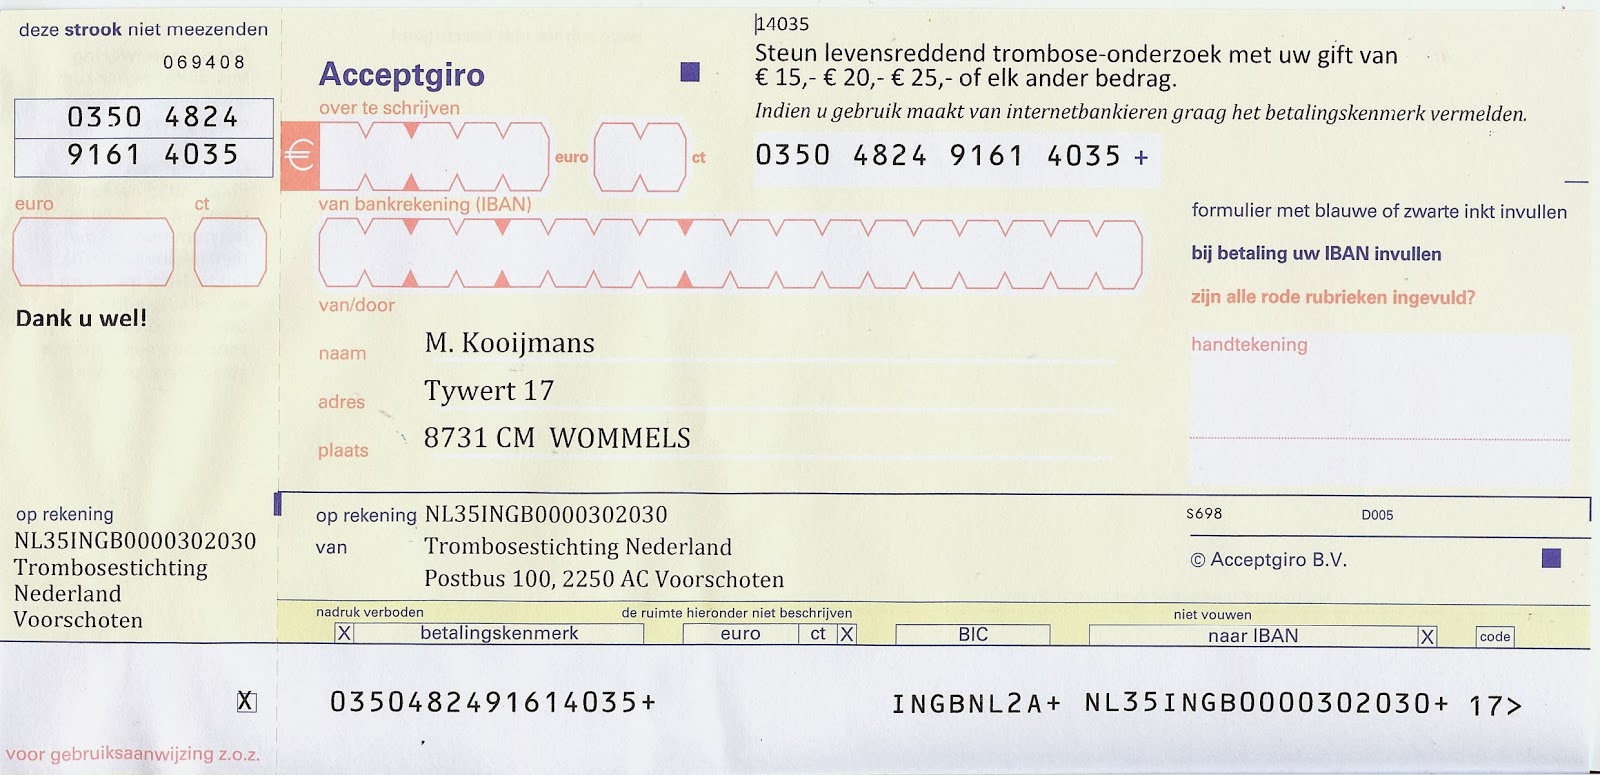 deze strook niet meezenden
069408
0350 4824
9161 4035
euro ct
Dank u wel!
op rekening
NL35INGB0000302030
Trombosestichting
Nederland
Voorschoten
X
voor gebruiksaanwijzing z.o.z.
Acceptgiro
over te schrijven
€ euro ct
van bankrekening (IBAN)
van/door
naam M. Kooijmans
adres Tywert 17
plaats 8731 CM WOMMELS
14035
Steun levensreddend trombose-onderzoek met uw gift van
€ 15,- € 20,- € 25,- of elk ander bedrag.
Indien u gebruik maakt van internetbankieren graag het betalingskenmerk vermelden.
0350 4824 9161 4035 +
formulier met blauwe of zwarte inkt invullen
bij betaling uw IBAN invullen
zijn alle rode rubrieken ingevuld?
handtekening
op rekening NL35INGB0000302030
van Trombosestichting Nederland
Postbus 100, 2250 AC Voorschoten
S698 D005
© Acceptgiro B.V.
nadruk verboden de ruimte hieronder niet beschrijven niet vouwen
X betalingskenmerk euro ct X BIC naar IBAN X code
0350482491614035+ INGBNL2A+ NL35INGB0000302030+ 17>